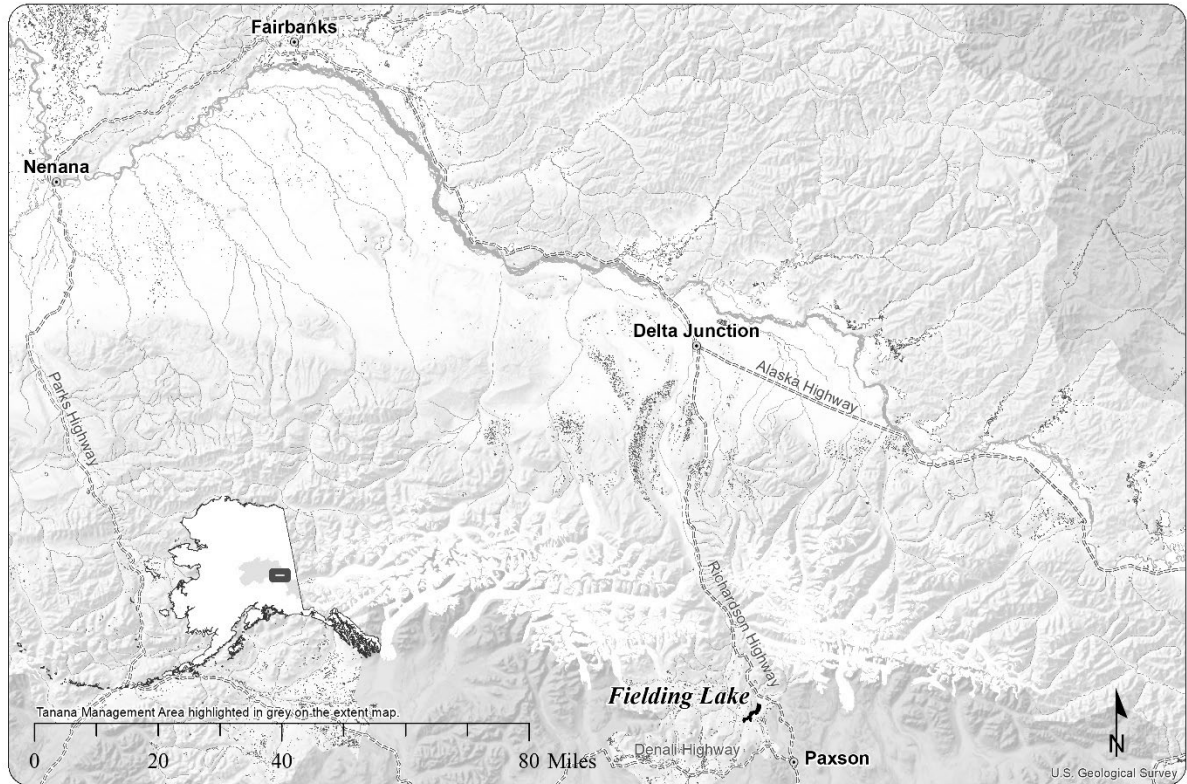 Fairbanks
Nenana
Delta Junction
Alaska Highway
Parks Highway
Richardson Highway
Fielding Lake
Tanana Management Area highlighted in grey on the extent map.
0 20 40 80 Miles
Denali Highway
Paxson
N
U.S. Geological Survey